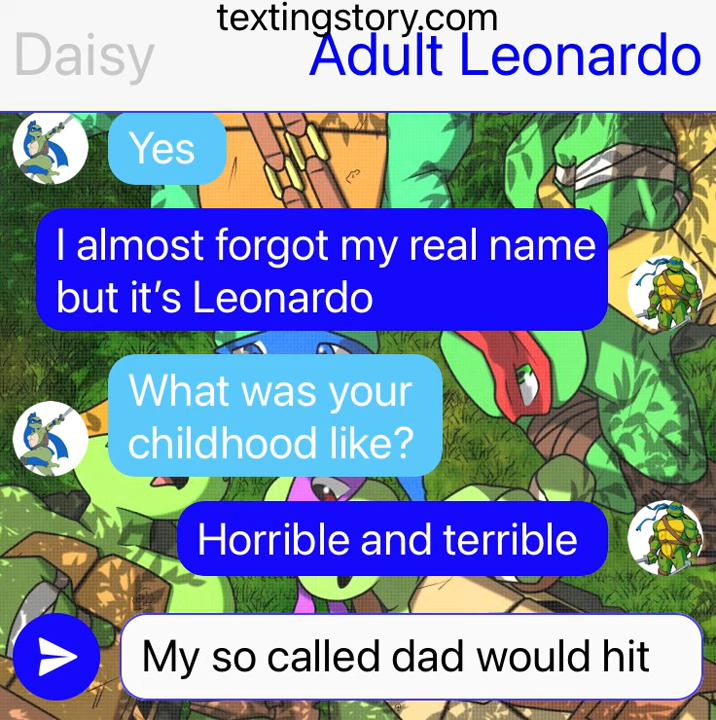 textingstory.com
Daisy
Adult Leonardo
Yes
I almost forgot my real name
but it’s Leonardo
What was your
childhood like?
Horrible and terrible
My so called dad would hit